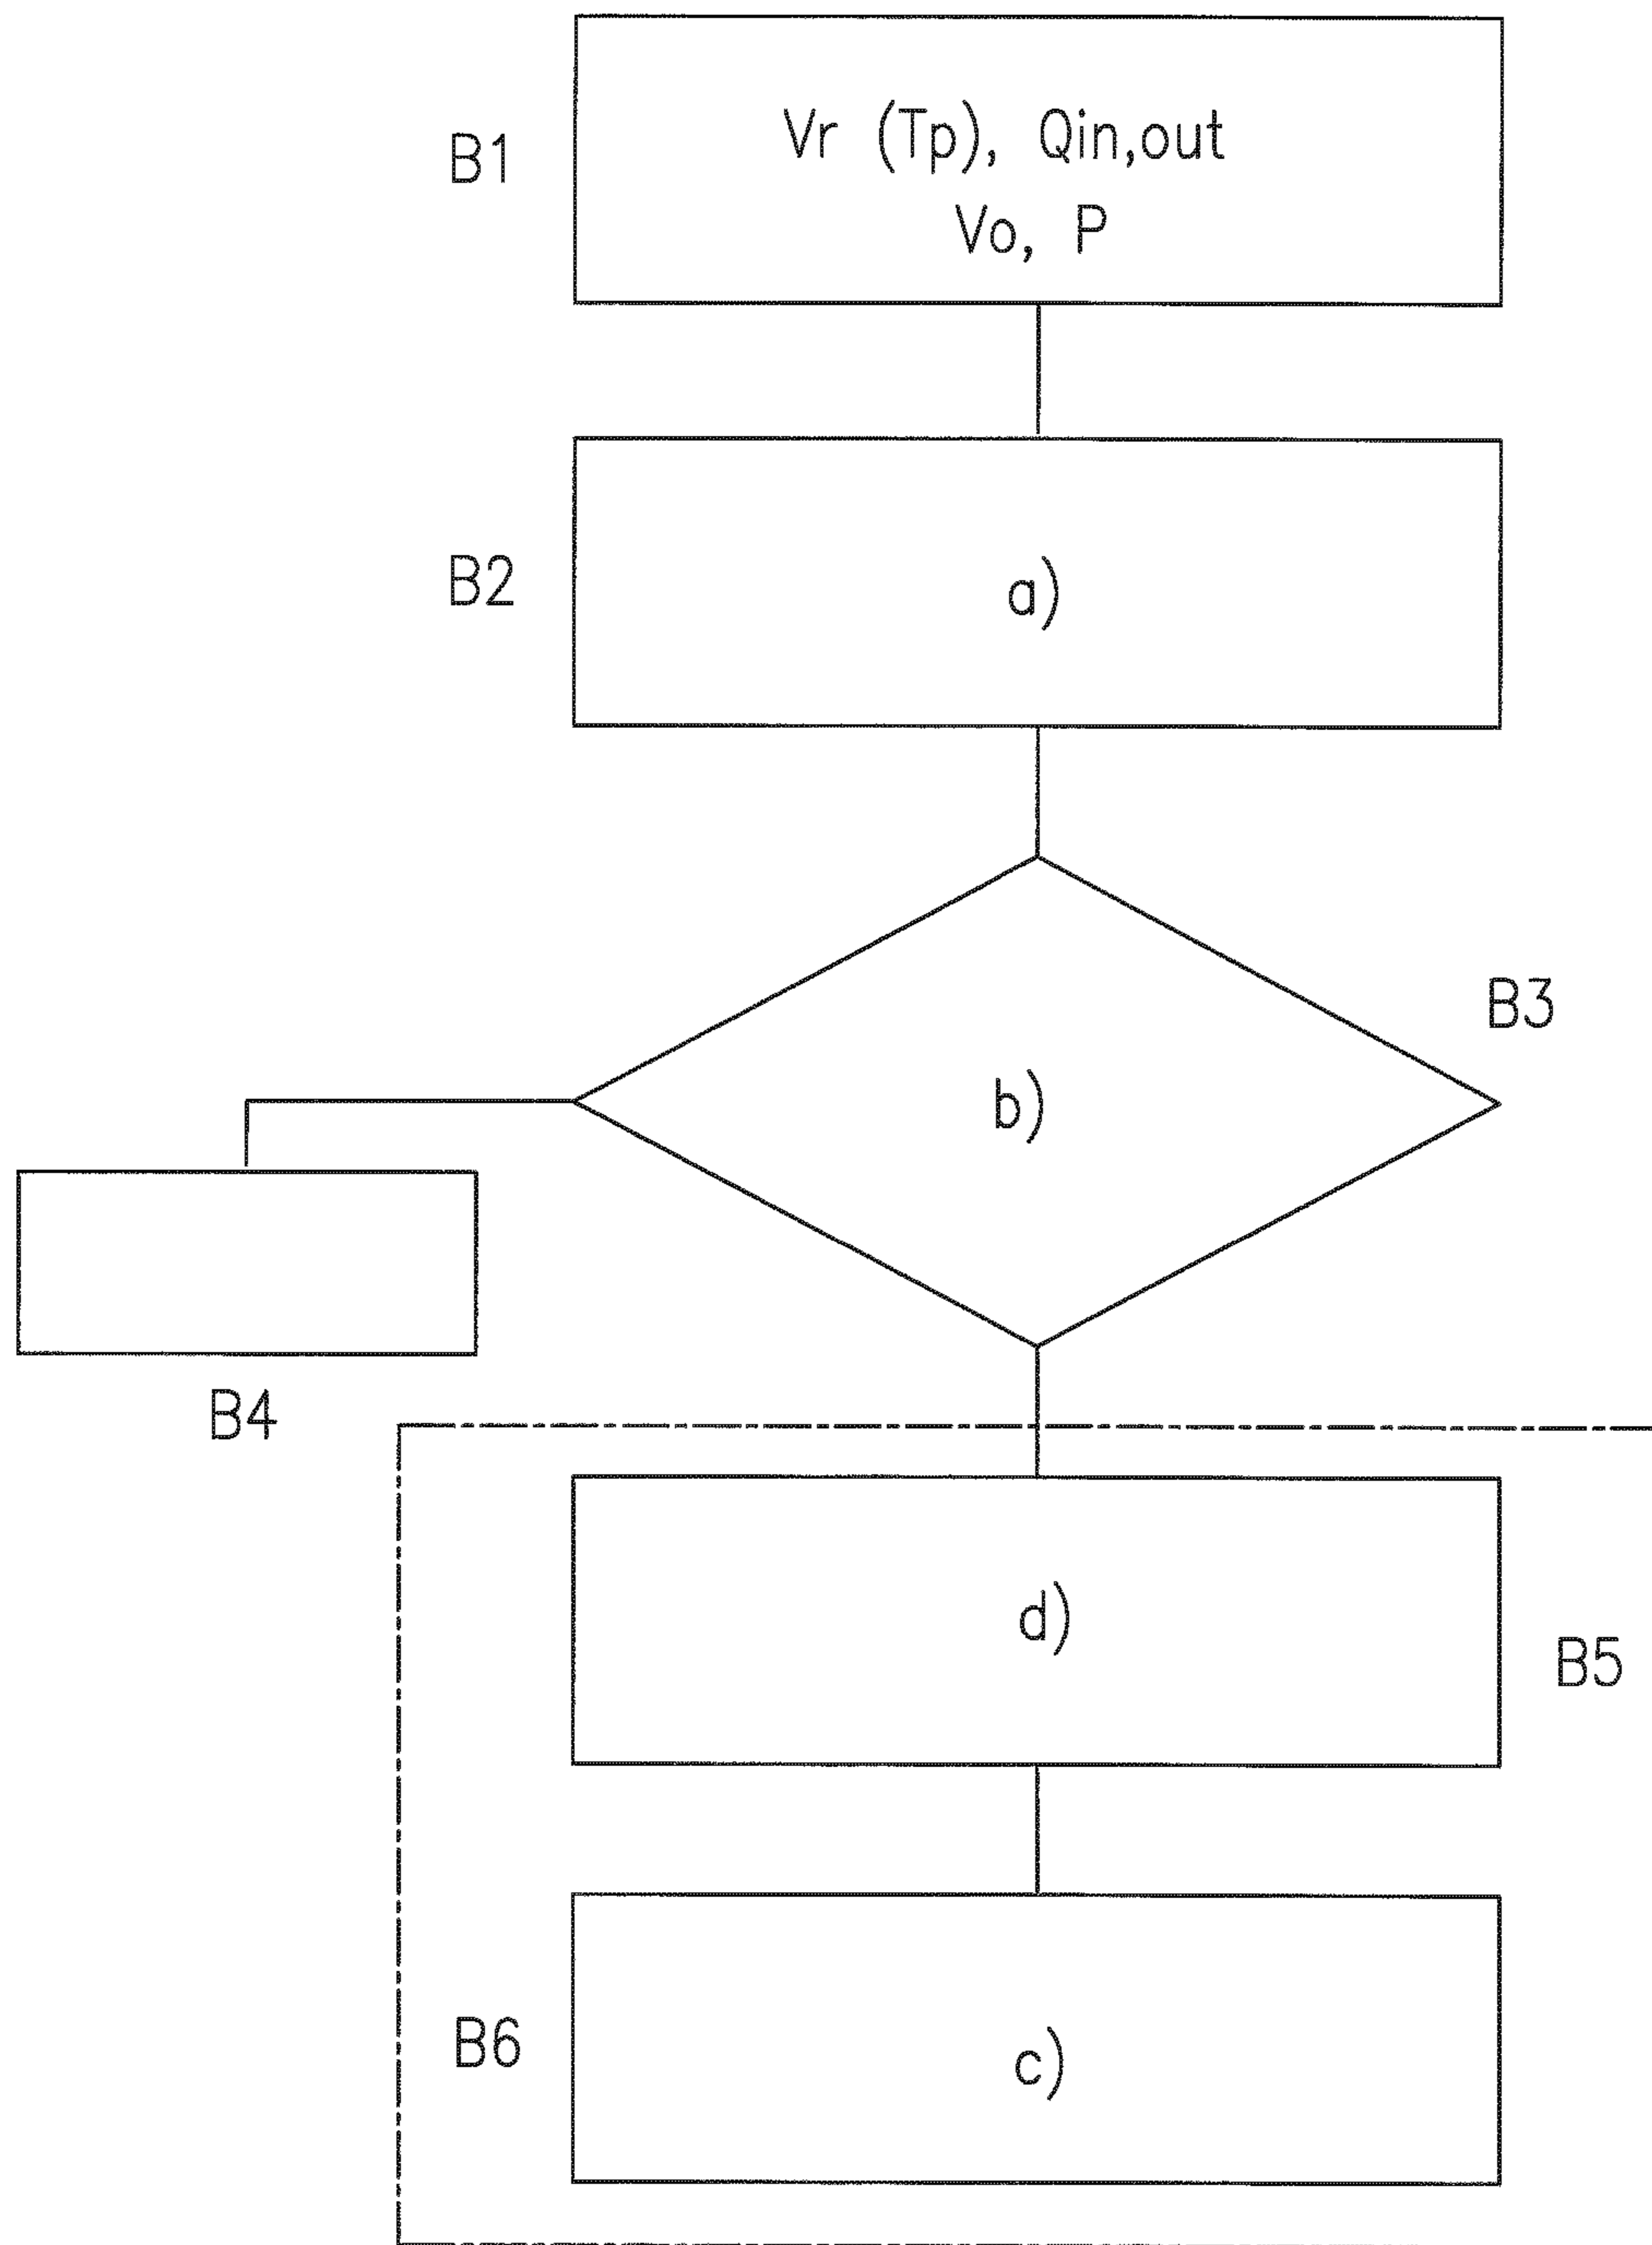 B1
Vr (Tp), Qin,out
Vo, P
B2
a)
B3
b)
B4
d)
B5
B6
c)